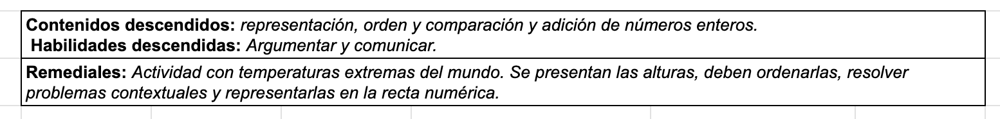 Contenidos descendidos: representación, orden y comparación y adición de números enteros.
Habilidades descendidas: Argumentar y comunicar.
Remediales: Actividad con temperaturas extremas del mundo. Se presentan las alturas, deben ordenarlas, resolver
problemas contextuales y representarlas en la recta numérica.